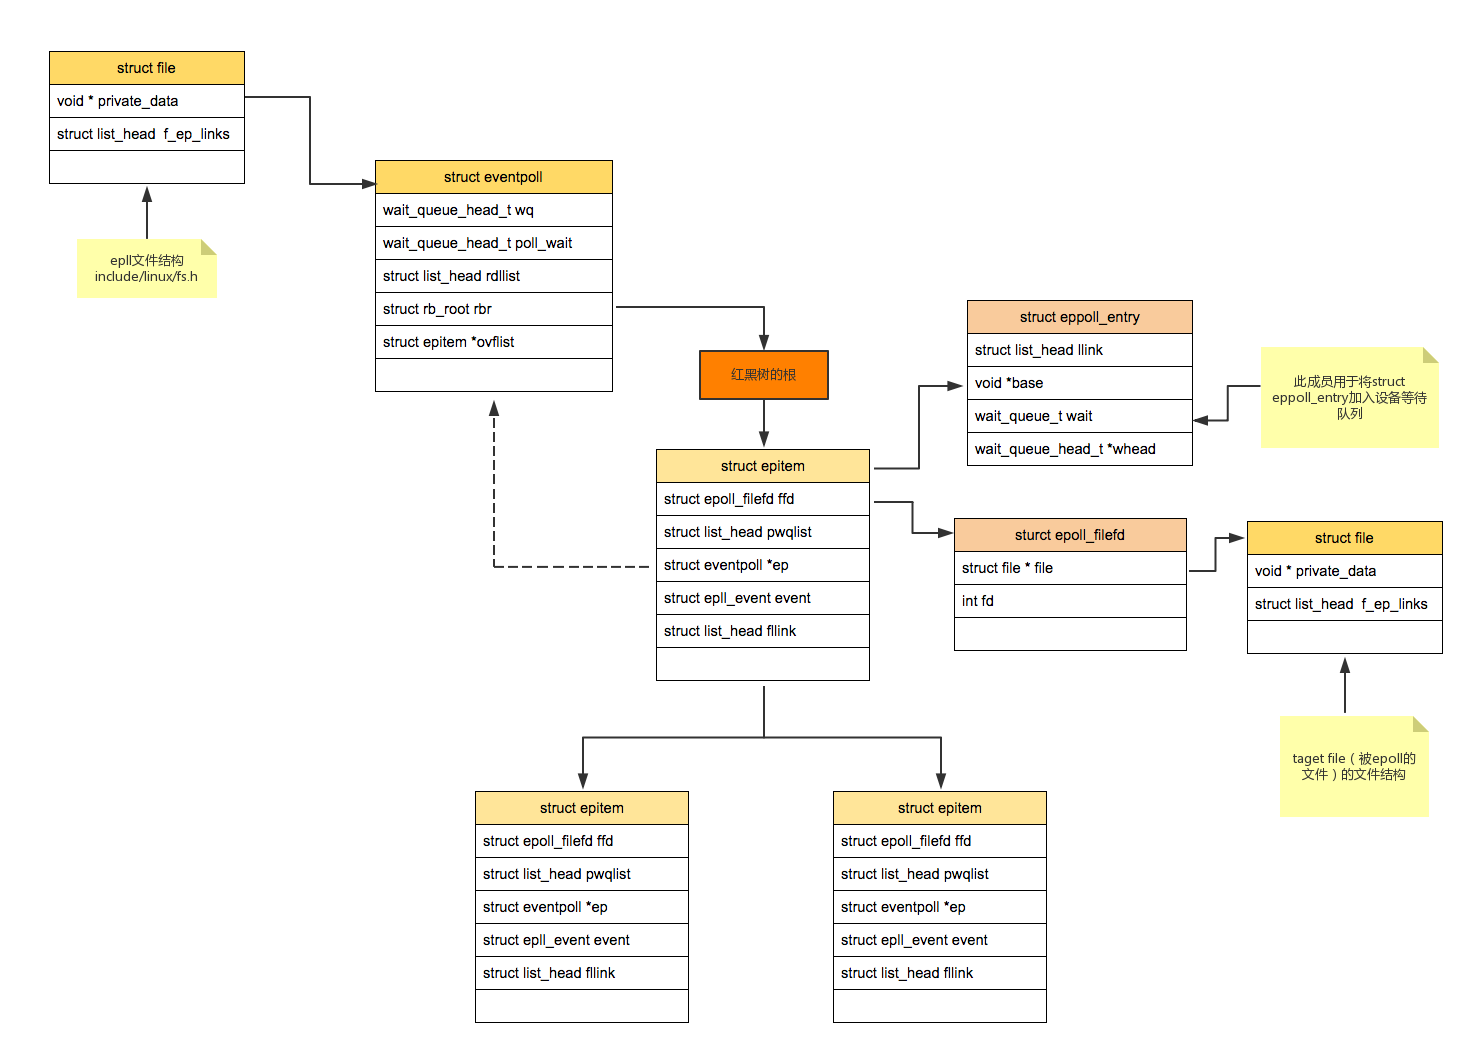 struct file
void * private_data
struct list_head  f_ep_links
epll文件结构
include/linux/fs.h
struct eventpoll
wait_queue_head_t wq
wait_queue_head_t poll_wait
struct list_head rdllist
struct rb_root rbr
struct epitem *ovflist
红黑树的根
struct eppoll_entry
struct list_head llink
void *base
wait_queue_t wait
wait_queue_head_t *whead
此成员用于将struct
eppoll_entry加入设备等待
队列
struct epitem
struct epoll_filefd ffd
struct list_head pwqlist
struct eventpoll *ep
struct epll_event event
struct list_head fllink
sturct epoll_filefd
struct file * file
int fd
struct file
void * private_data
struct list_head  f_ep_links
taget file（被epoll的
文件）的文件结构
struct epitem
struct epoll_filefd ffd
struct list_head pwqlist
struct eventpoll *ep
struct epll_event event
struct list_head fllink
struct epitem
struct epoll_filefd ffd
struct list_head pwqlist
struct eventpoll *ep
struct epll_event event
struct list_head fllink